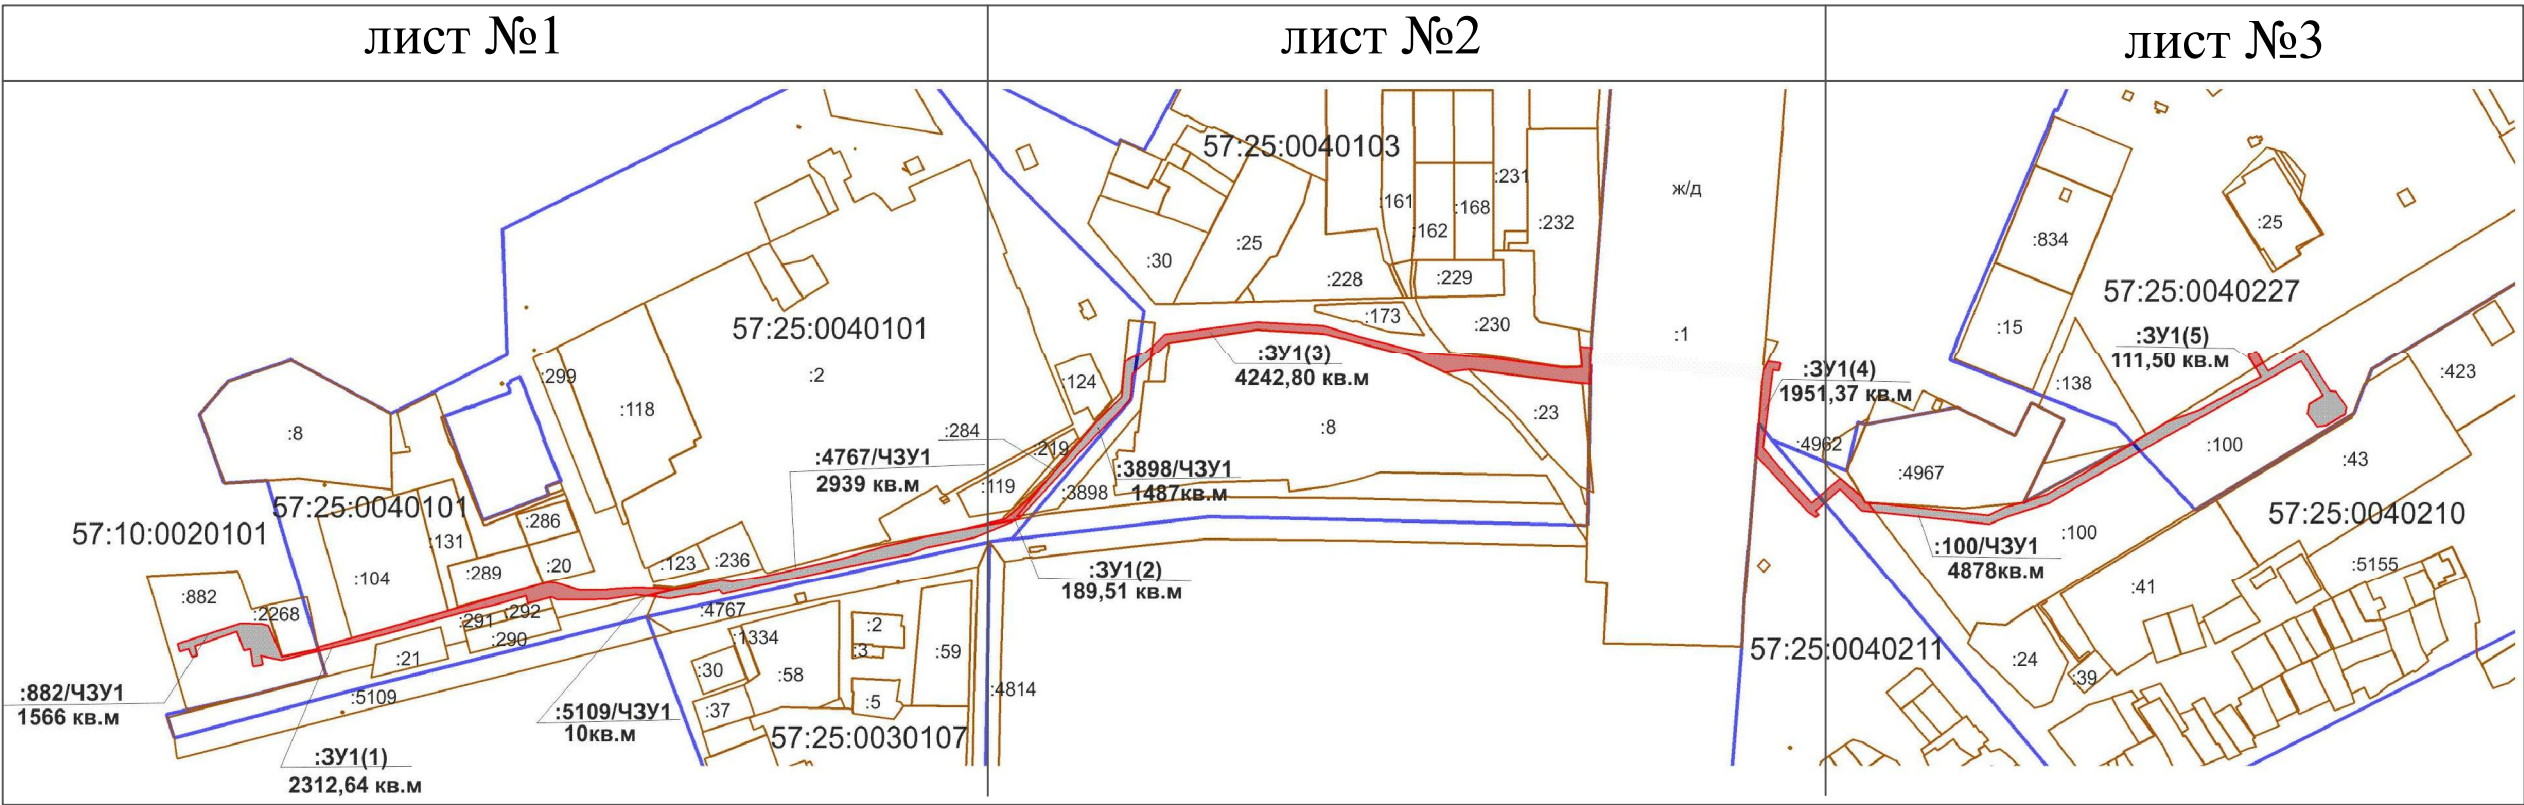 лист №1
лист №2
лист №3
57:25:0040101
:2
:299
:118
:8
57:25:0040101
57:10:0020101
:131
:286
:104
:289
:20
:123
:236
:882
:2268
:291
:292
:290
:21
:5109
:4767
:1334
:30
:58
:37
:2
:3
:5
:59
57:25:0030107
:284
:4767/ЧЗУ1
2939 кв.м
:119
:882/ЧЗУ1
1566 кв.м
:ЗУ1(1)
2312,64 кв.м
:5109/ЧЗУ1
10кв.м
57:25:0040103
:161
:162
:168
:231
:232
:30
:25
:228
:229
:173
:230
:124
:219
:ЗУ1(3)
4242,80 кв.м
:23
:8
:3898/ЧЗУ1
1487кв.м
:3898
:ЗУ1(2)
189,51 кв.м
:4814
ж/д
:1
:ЗУ1(4)
1951,37 кв.м
57:25:0040211
:834
:25
57:25:0040227
:15
:ЗУ1(5)
111,50 кв.м
:138
:423
:4962
:4967
:100
:43
:100
57:25:0040210
:100/ЧЗУ1
4878кв.м
:41
:5155
:24
:39